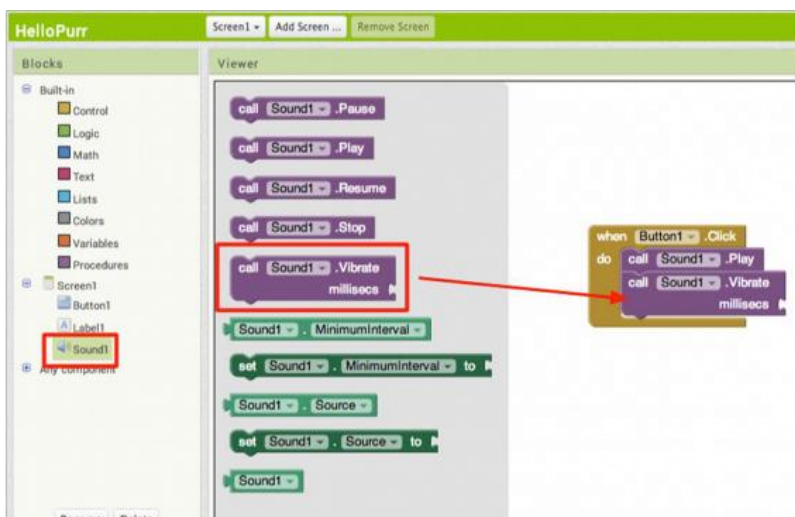 HelloPurr
Screen1 Add Screen ... Remove Screen
Blocks
Viewer
Built-in
Control
Logic
Math
Text
Lists
Colors
Variables
Procedures
Screen1
Button1
A Label1
Sound1
Any component
call Sound1 .Pause
call Sound1 .Play
call Sound1 .Resume
call Sound1 .Stop
call Sound1 .Vibrate
millisecs
Sound1 . MinimumInterval
set Sound1 . MinimumInterval to
Sound1 . Source
set Sound1 . Source to
Sound1
when Button1 .Click
do call Sound1 .Play
call Sound1 .Vibrate
millisecs